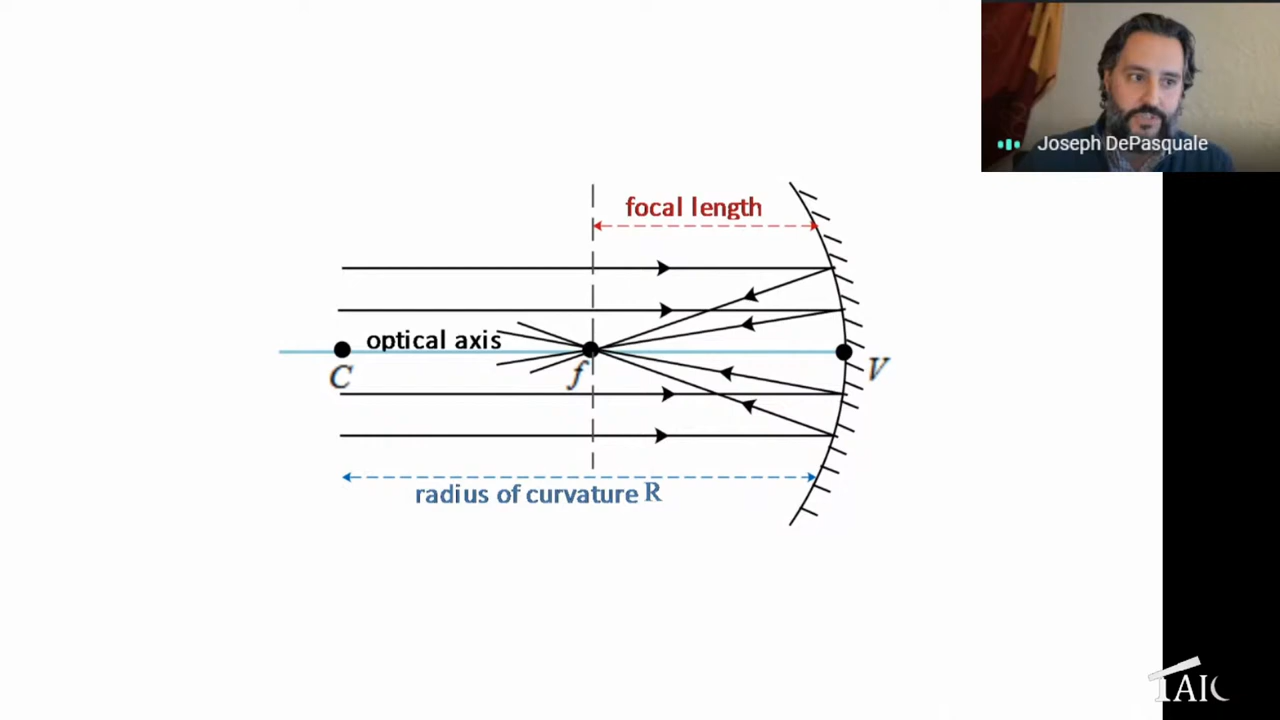 Joseph DePasquale
focal length
optical axis
C
f
V
radius of curvature R
TAIC